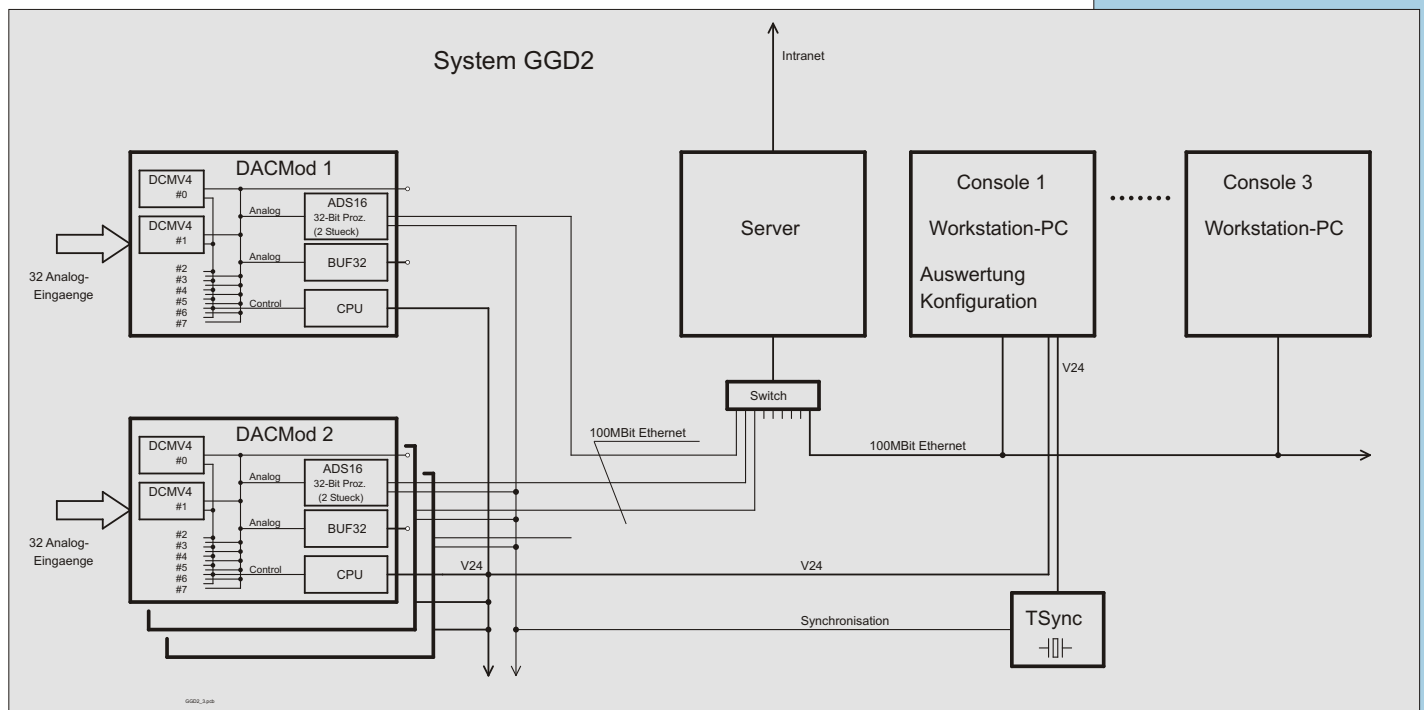 System GGD2
Intranet
DACMod 1
DCMV4
#0
DCMV4
#1
#2
#3
#4
#5
#6
#7
Analog
Analog
Control
ADS16
32-Bit Proz.
(2 Stueck)
BUF32
CPU
32 Analog-
Eingaenge
Server
Console 1
Workstation-PC
Auswertung
Konfiguration
Console 3
Workstation-PC
V24
Switch
100MBit Ethernet
100MBit Ethernet
DACMod 2
DCMV4
#0
DCMV4
#1
#2
#3
#4
#5
#6
#7
Analog
Analog
Control
ADS16
32-Bit Proz.
(2 Stueck)
BUF32
CPU
32 Analog-
Eingaenge
V24
V24
Synchronisation
TSync
GGD2_3.pcb